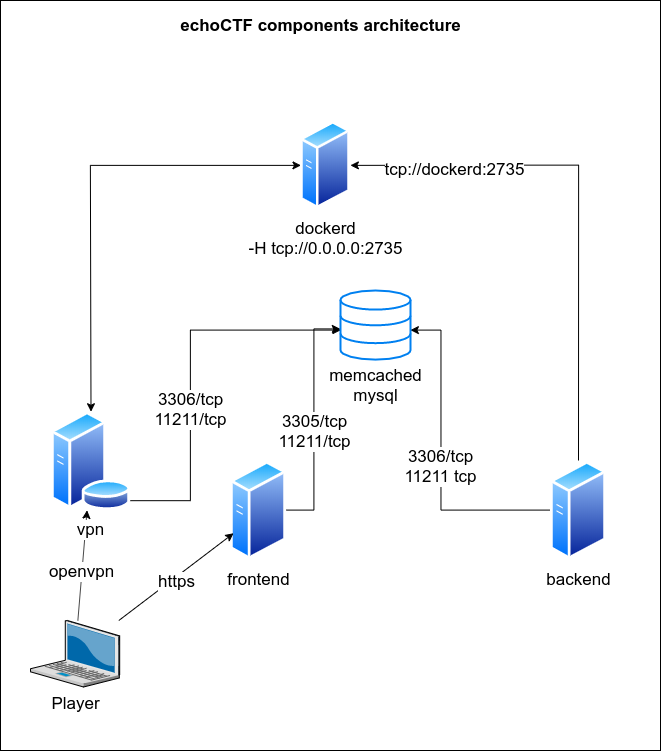 echoCTF components architecture
tcp://dockerd:2735
dockerd
-H tcp://0.0.0.0:2735
memcached
mysql
3306/tcp
11211/tcp
3305/tcp
11211/tcp
3306/tcp
11211 tcp
vpn
openvpn
https
frontend
backend
Player